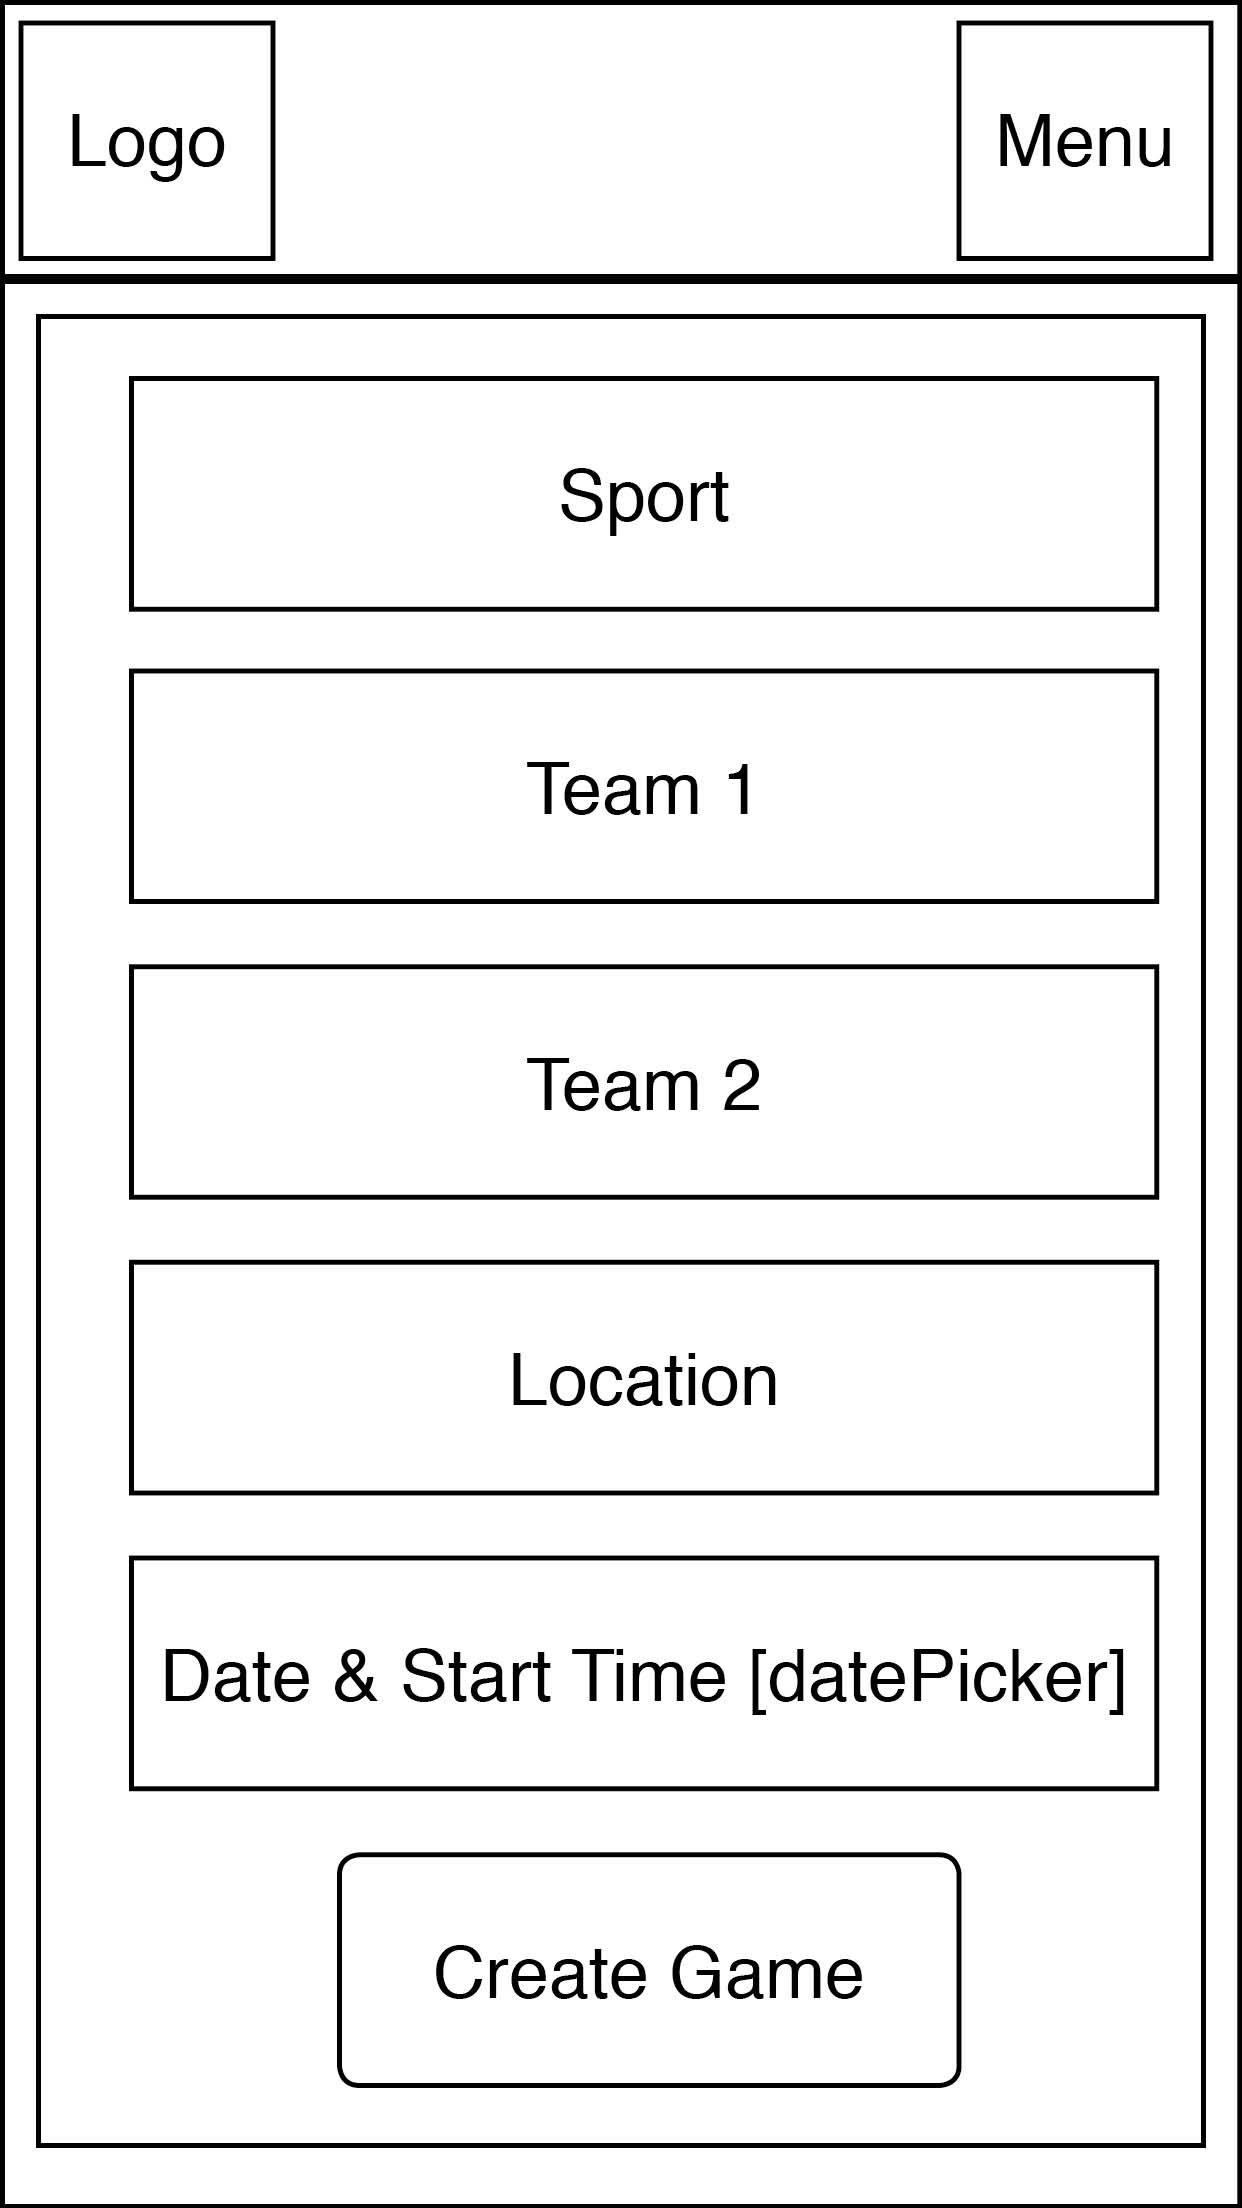 Logo
Menu
Sport
Team 1
Team 2
Location
Date & Start Time [datePicker]
Create Game